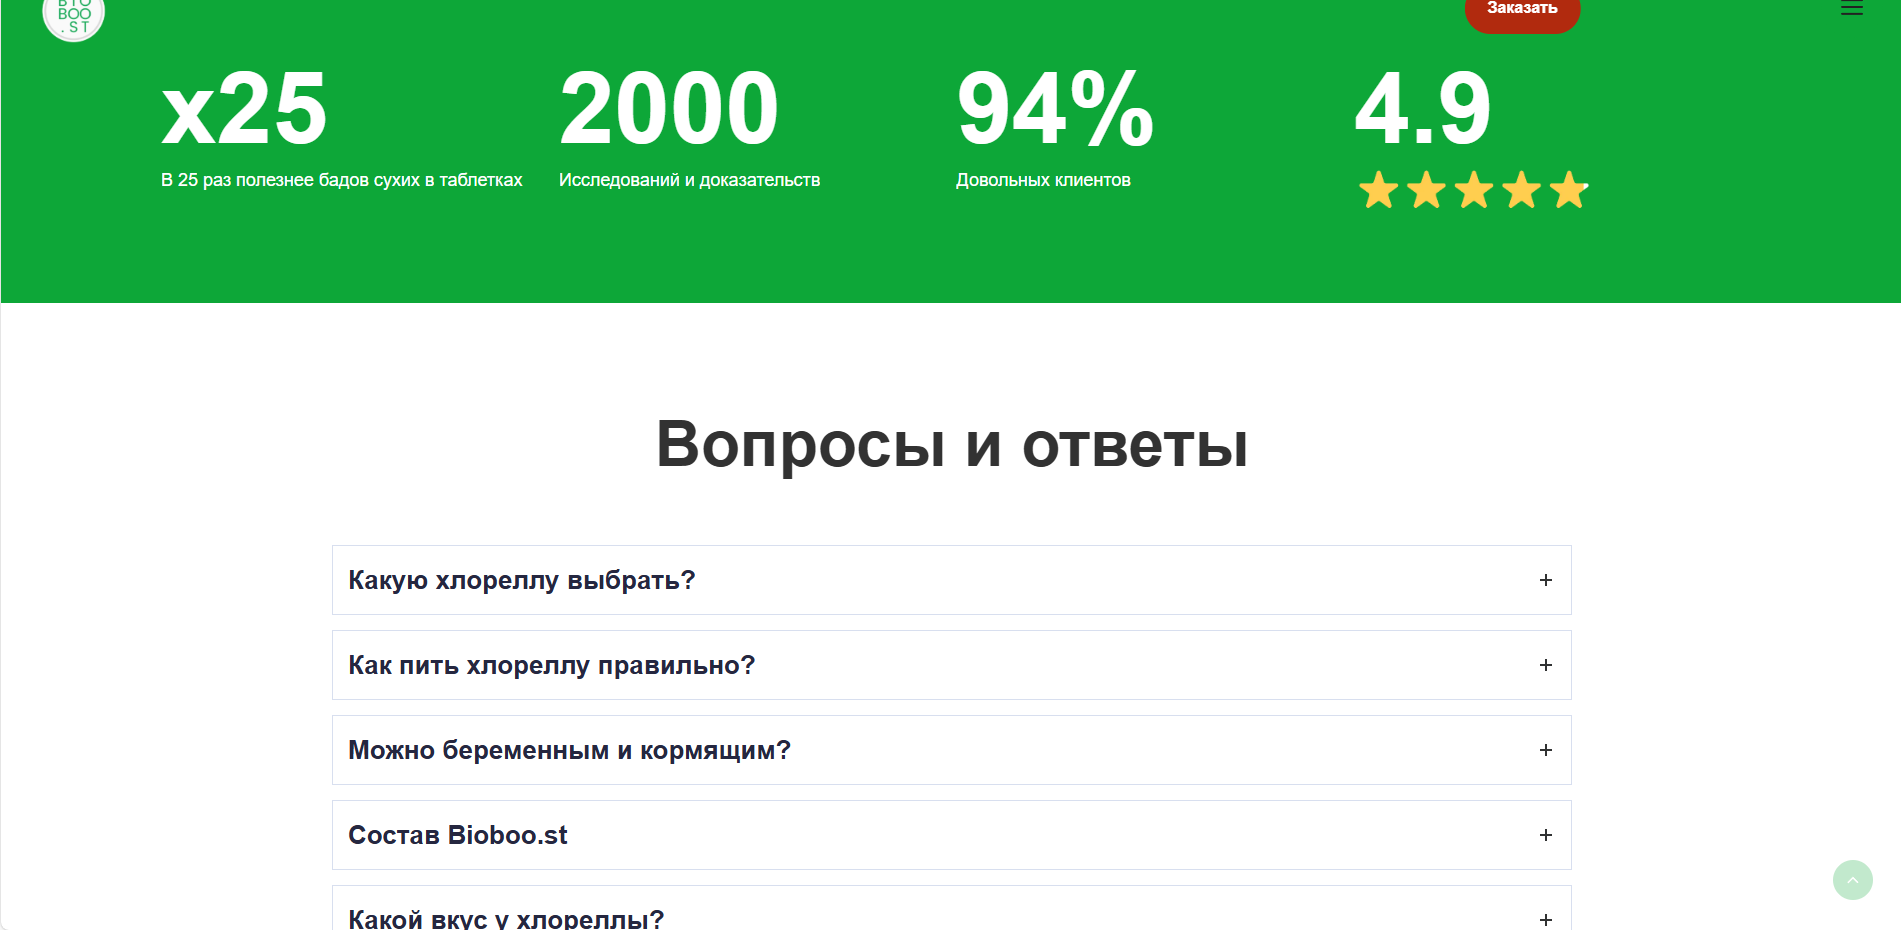 BIO
BOO
.ST
Заказать
x25
2000
94%
4.9
В 25 раз полезнее бадов сухих в таблетках
Исследований и доказательств
Довольных клиентов
Вопросы и ответы
Какую хлореллу выбрать?
+
Как пить хлореллу правильно?
+
Можно беременным и кормящим?
+
Состав Bioboo.st
+
Какой вкус у хлореллы?
+